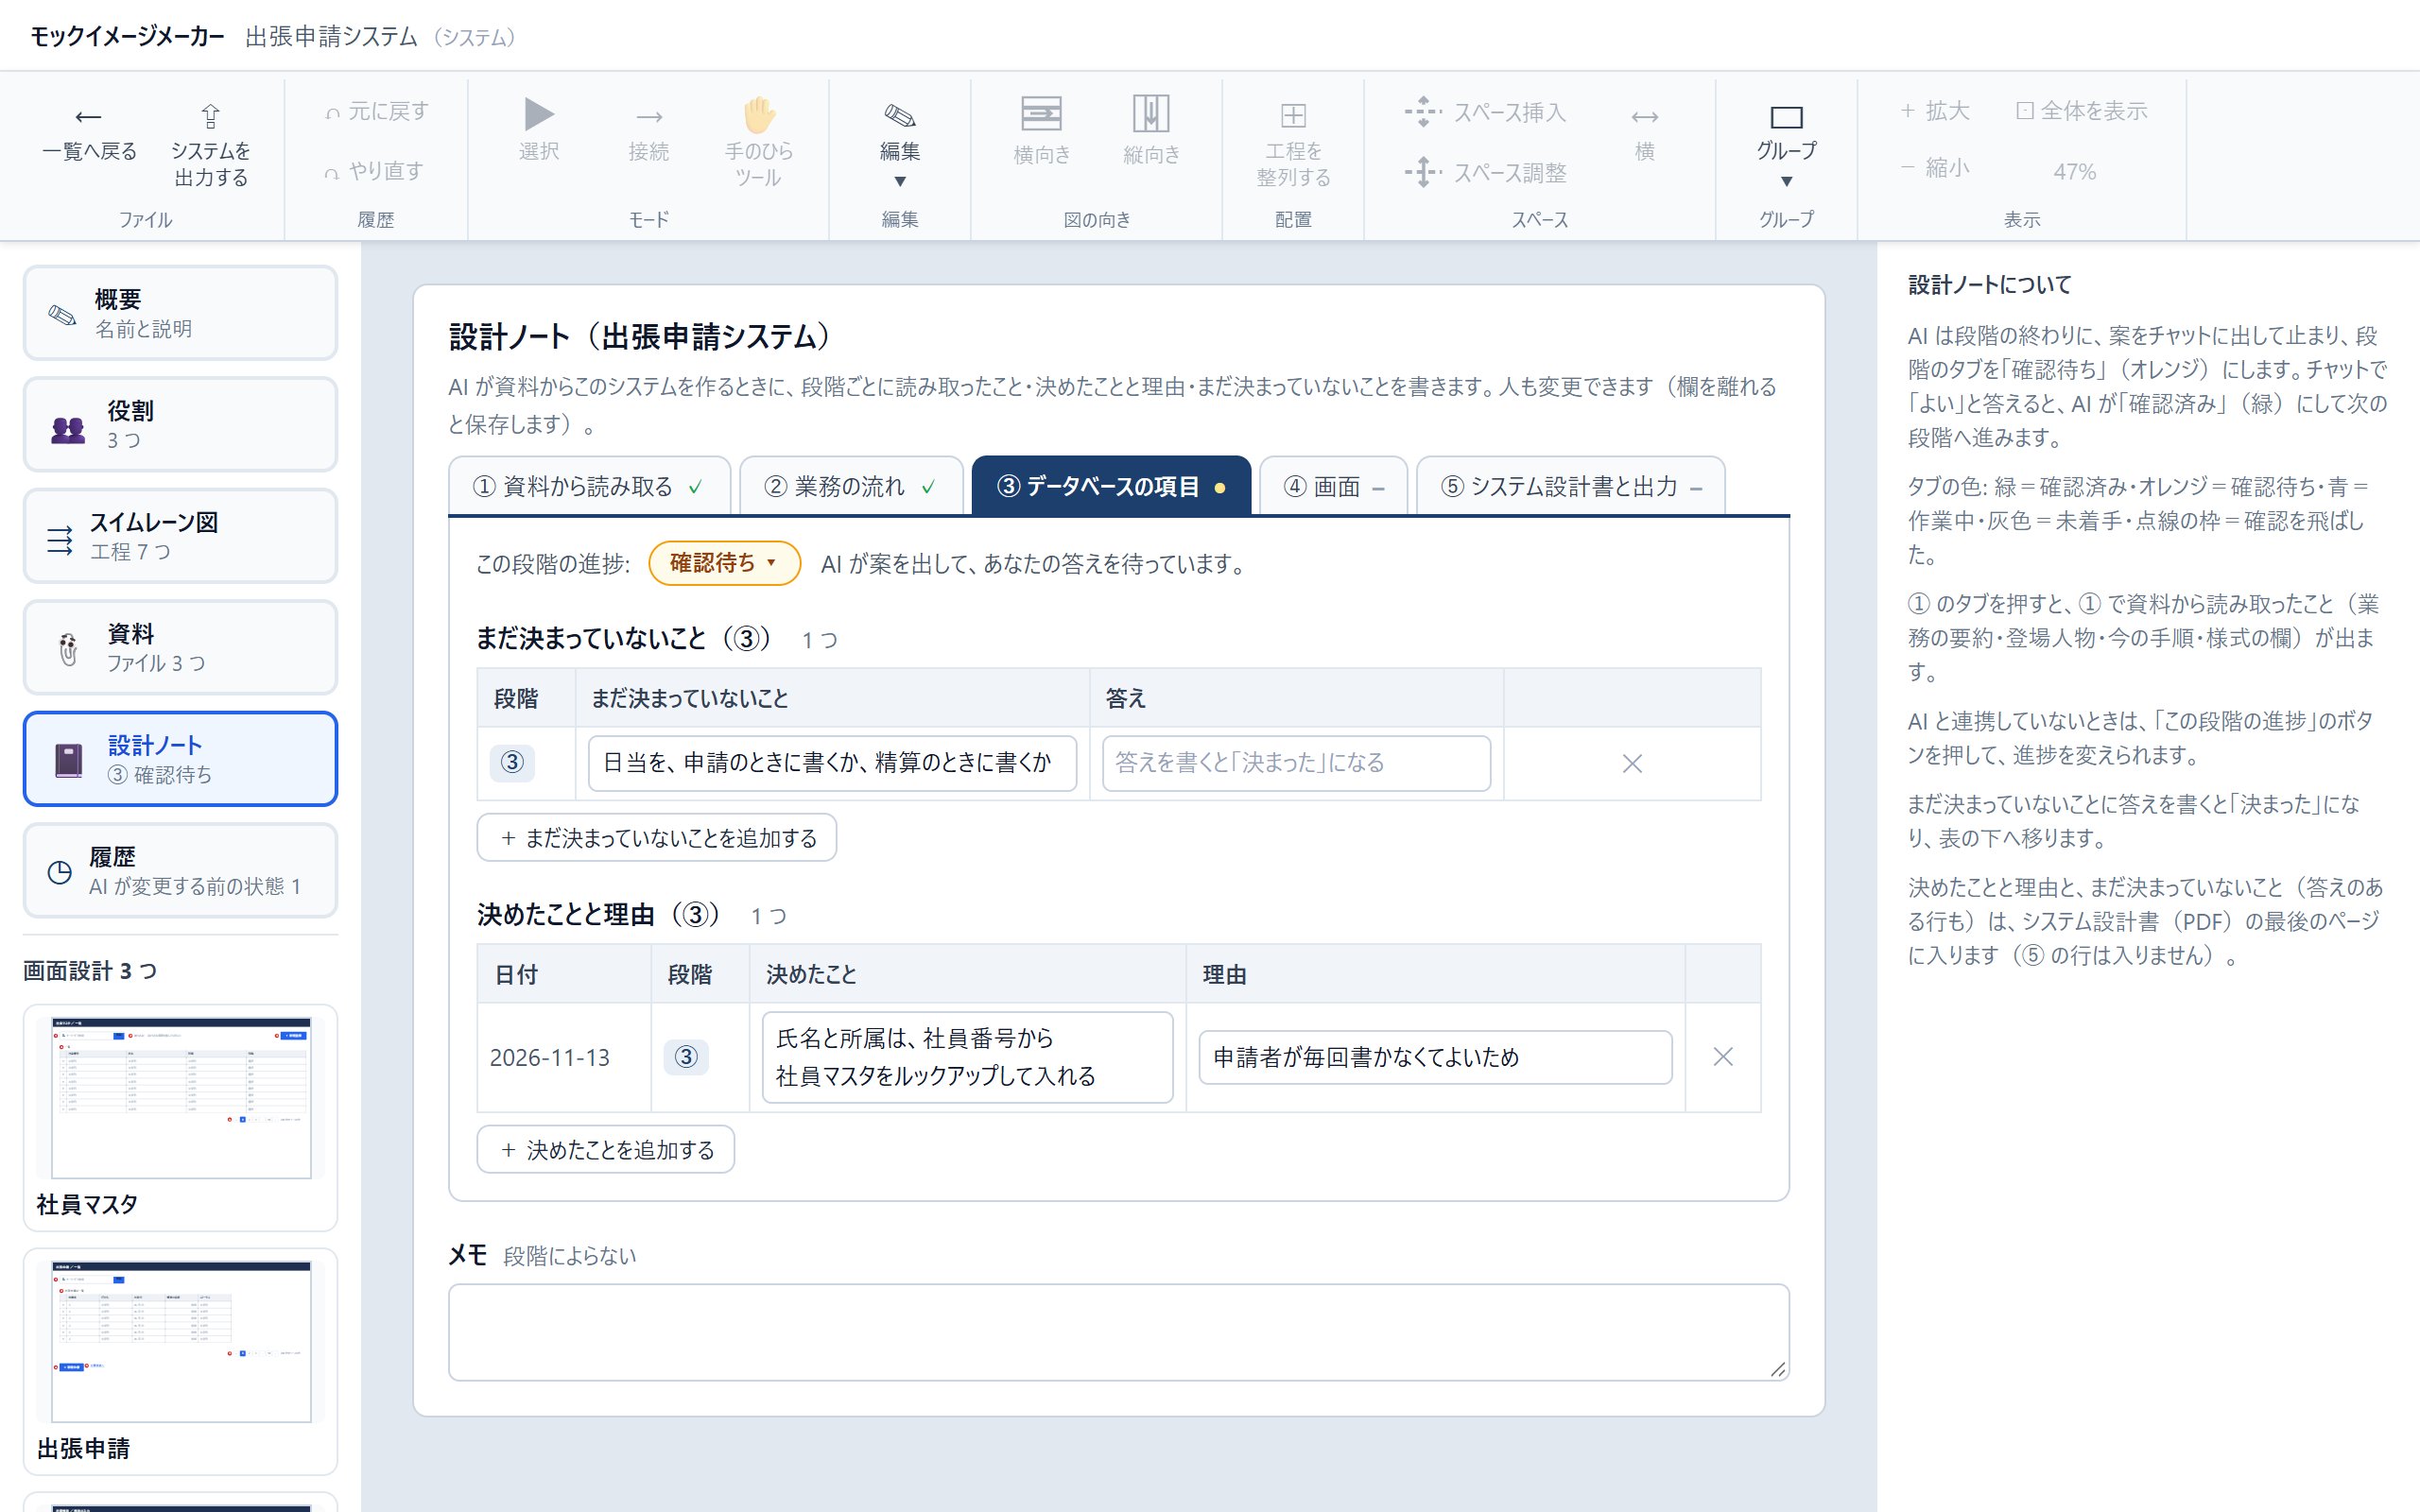 モックイメージメーカー 出張申請システム（システム）
← 一覧へ戻る
⇧ システムを
出力する
ファイル
元に戻す
やり直す
履歴
選択
接続
手のひら
ツール
モード
編集
▼
編集
横向き
縦向き
図の向き
工程を
整列する
配置
スペース挿入
スペース調整
↔ 横
スペース
グループ
▼
グループ
+ 拡大
− 縮小
全体を表示
47%
表示
概要
名前と説明
役割
3 つ
スイムレーン図
工程 7 つ
資料
ファイル 3 つ
設計ノート
③ 確認待ち
履歴
AI が変更する前の状態 1
画面設計 3 つ
社員マスタ
出張申請
設計ノート（出張申請システム）
AI が資料からこのシステムを作るときに、段階ごとに読み取ったこと・決めたことと理由・まだ決まっていないことを書きます。人も変更できます（欄を離れる
と保存します）。
① 資料から読み取る ✓
② 業務の流れ ✓
③ データベースの項目 ●
④ 画面 –
⑤ システム設計書と出力 –
この段階の進捗: 確認待ち ▼ AI が案を出して、あなたの答えを待っています。
まだ決まっていないこと（③） 1 つ
段階 まだ決まっていないこと 答え
③ 日当を、申請のときに書くか、精算のときに書くか 答えを書くと「決まった」になる ×
+ まだ決まっていないことを追加する
決めたことと理由（③） 1 つ
日付 段階 決めたこと 理由
2026-11-13 ③ 氏名と所属は、社員番号から
社員マスタをルックアップして入れる
申請者が毎回書かなくてよいため ×
+ 決めたことを追加する
メモ 段階によらない
設計ノートについて
AI は段階の終わりに、案をチャットに出して止まり、段
階のタブを「確認待ち」（オレンジ）にします。チャットで
「よい」と答えると、AI が「確認済み」（緑）にして次の
段階へ進みます。
タブの色: 緑＝確認済み・オレンジ＝確認待ち・青＝
作業中・灰色＝未着手・点線の枠＝確認を飛ばし
た。
① のタブを押すと、① で資料から読み取ったこと（業
務の要約・登場人物・今の手順・様式の欄）が出ま
す。
AI と連携していないときは、「この段階の進捗」のボタ
ンを押して、進捗を変えられます。
まだ決まっていないことに答えを書くと「決まった」にな
り、表の下へ移ります。
決めたことと理由と、まだ決まっていないこと（答えのあ
る行も）は、システム設計書（PDF）の最後のページ
に入ります（⑤ の行は入りません）。